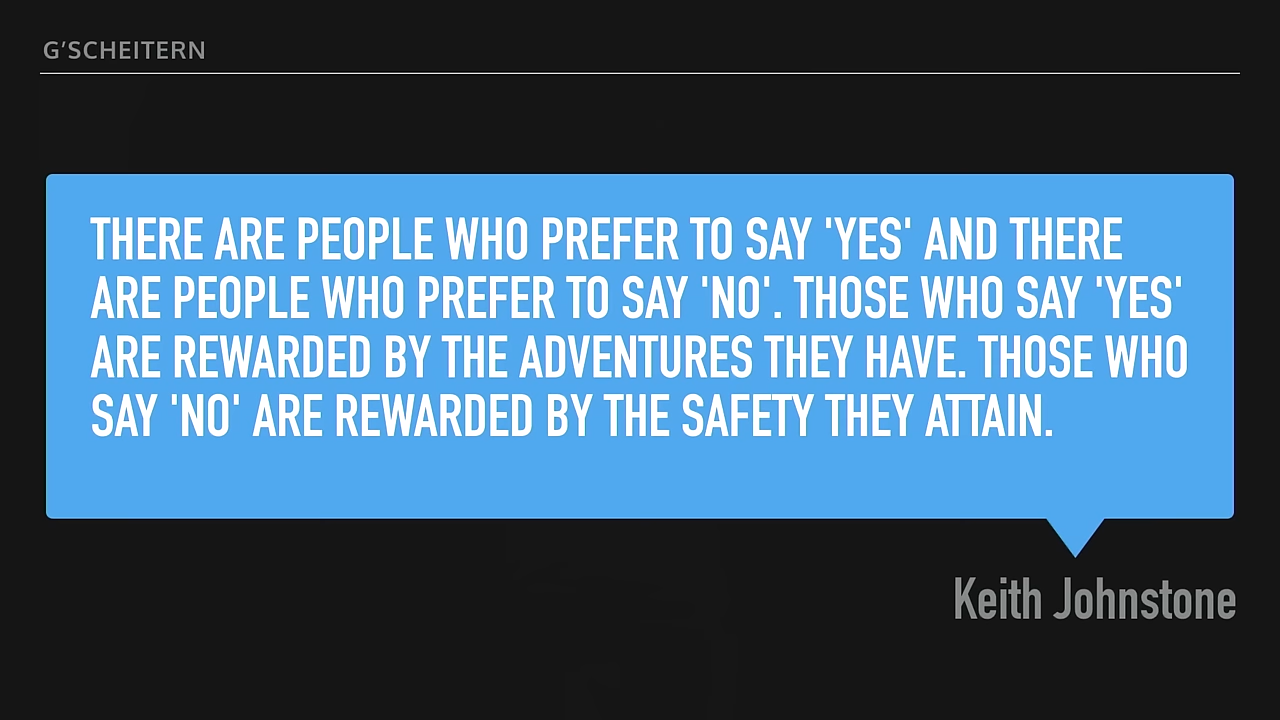 G’SCHEITERN
THERE ARE PEOPLE WHO PREFER TO SAY 'YES' AND THERE
ARE PEOPLE WHO PREFER TO SAY 'NO'. THOSE WHO SAY 'YES'
ARE REWARDED BY THE ADVENTURES THEY HAVE. THOSE WHO
SAY 'NO' ARE REWARDED BY THE SAFETY THEY ATTAIN.
Keith Johnstone